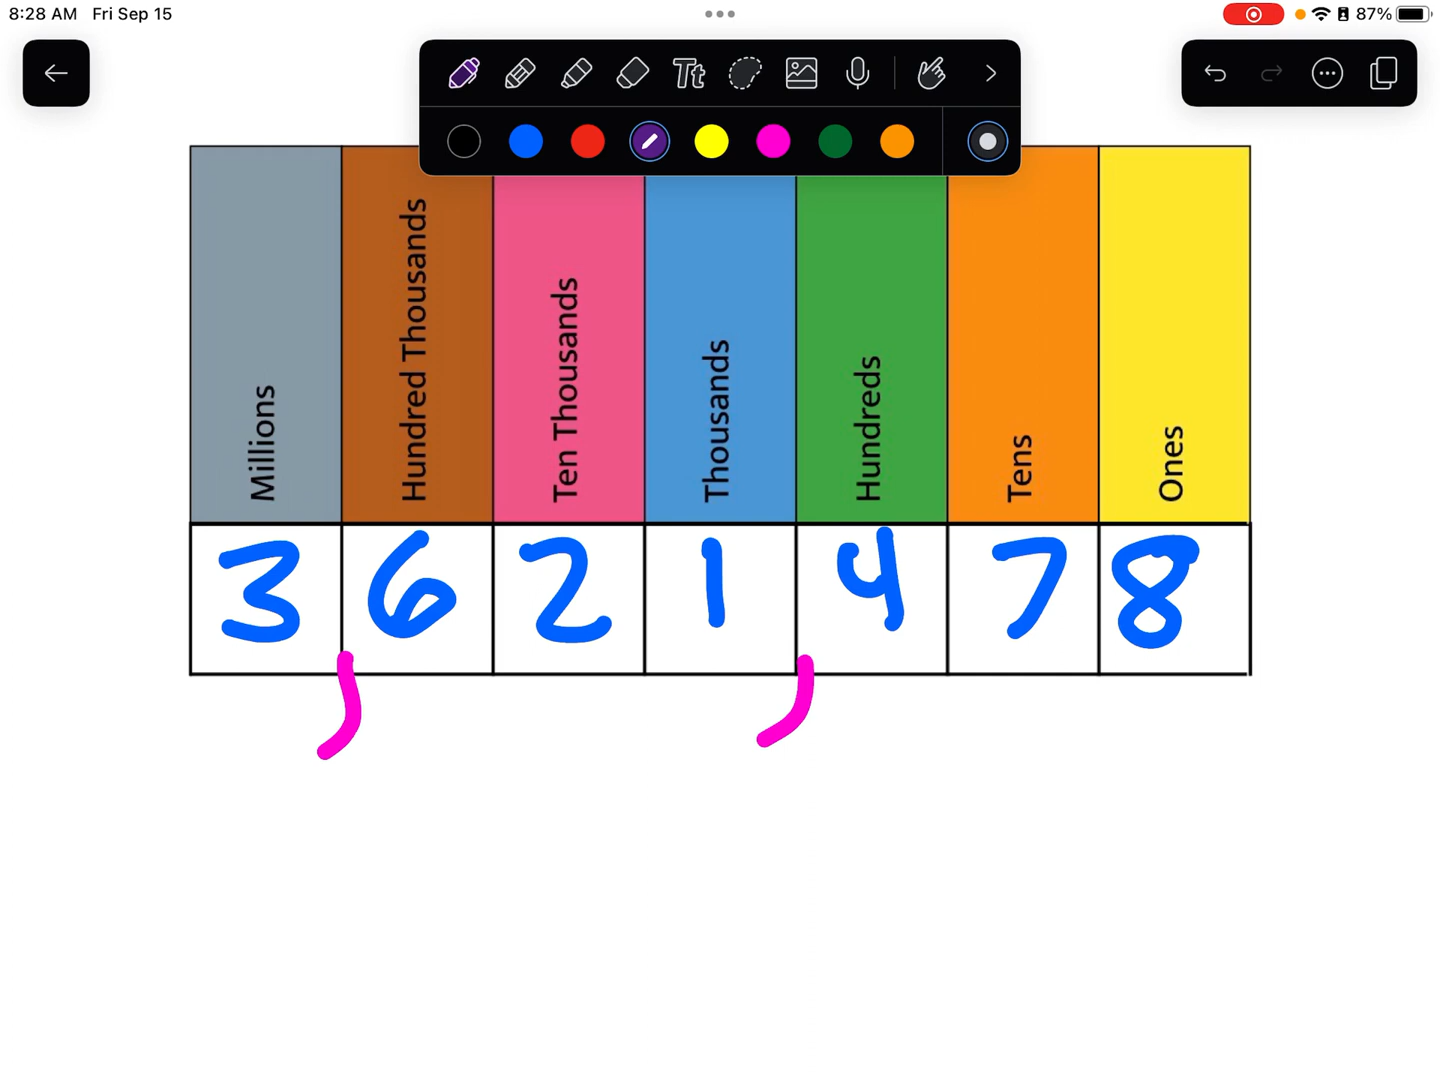 8:28 AM Fri Sep 15 87%
Tt
Millions Hundred Thousands Ten Thousands Thousands Hundreds Tens Ones
3, 6 2 1, 4 7 8